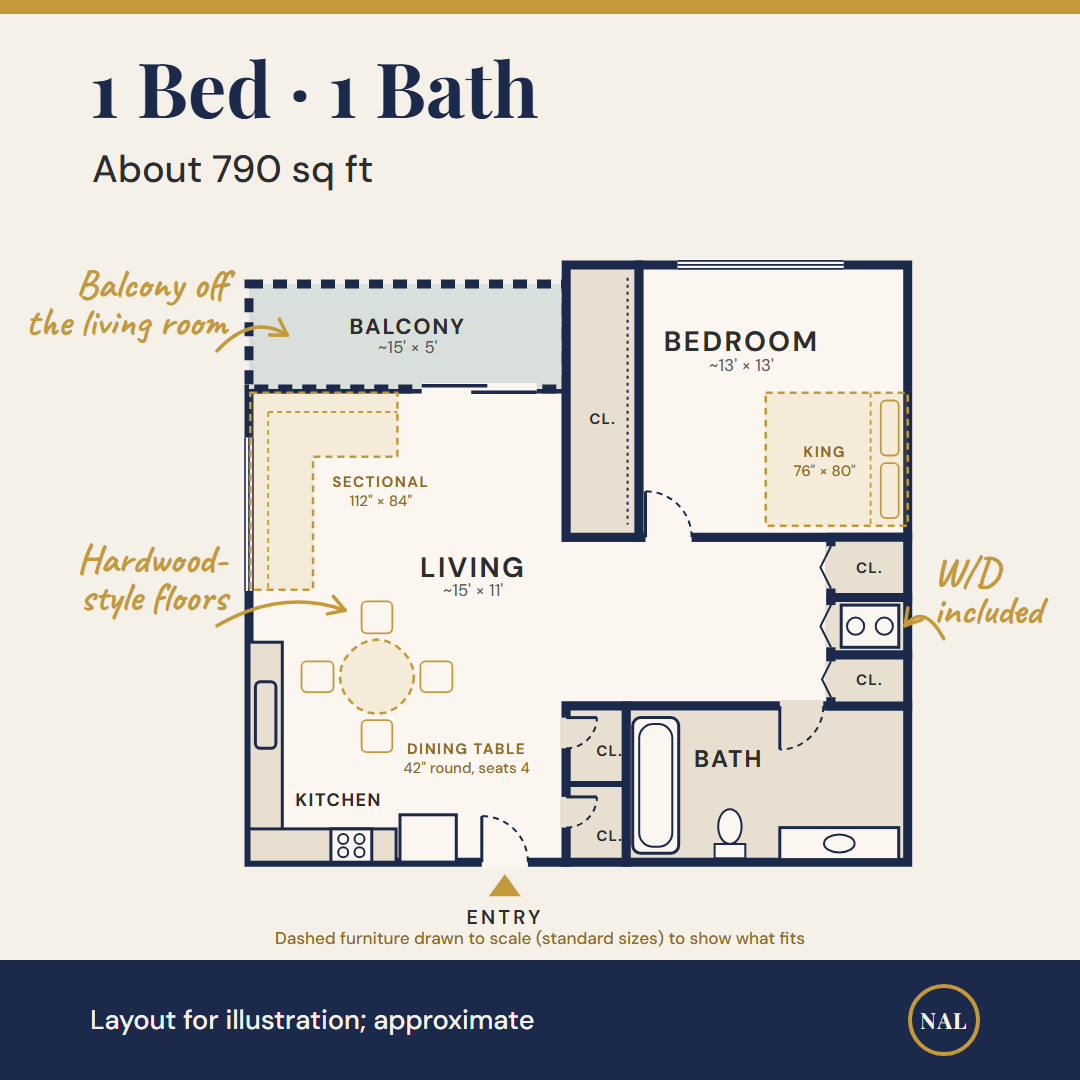 1 Bed · 1 Bath
About 790 sq ft
Balcony off
the living room
BALCONY
~15' × 5'
BEDROOM
~13' × 13'
CL.
KING
76" × 80"
SECTIONAL
112" × 84"
Hardwood-
style floors
LIVING
~15' × 11'
CL.
W/D
included
CL.
DINING TABLE
42" round, seats 4
CL.
BATH
KITCHEN
CL.
ENTRY
Dashed furniture drawn to scale (standard sizes) to show what fits
Layout for illustration; approximate
NAL